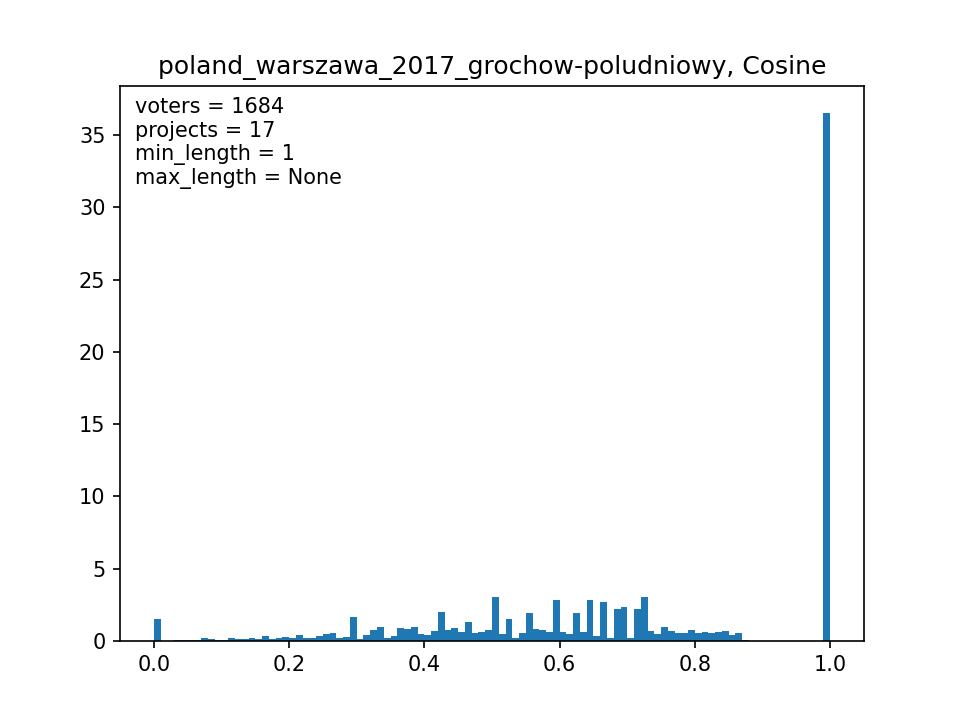 poland_warszawa_2017_grochow-poludniowy, Cosine
voters = 1684
projects = 17
min_length = 1
max_length = None
35
30
25
20
15
10
5
0
0.0 0.2 0.4 0.6 0.8 1.0